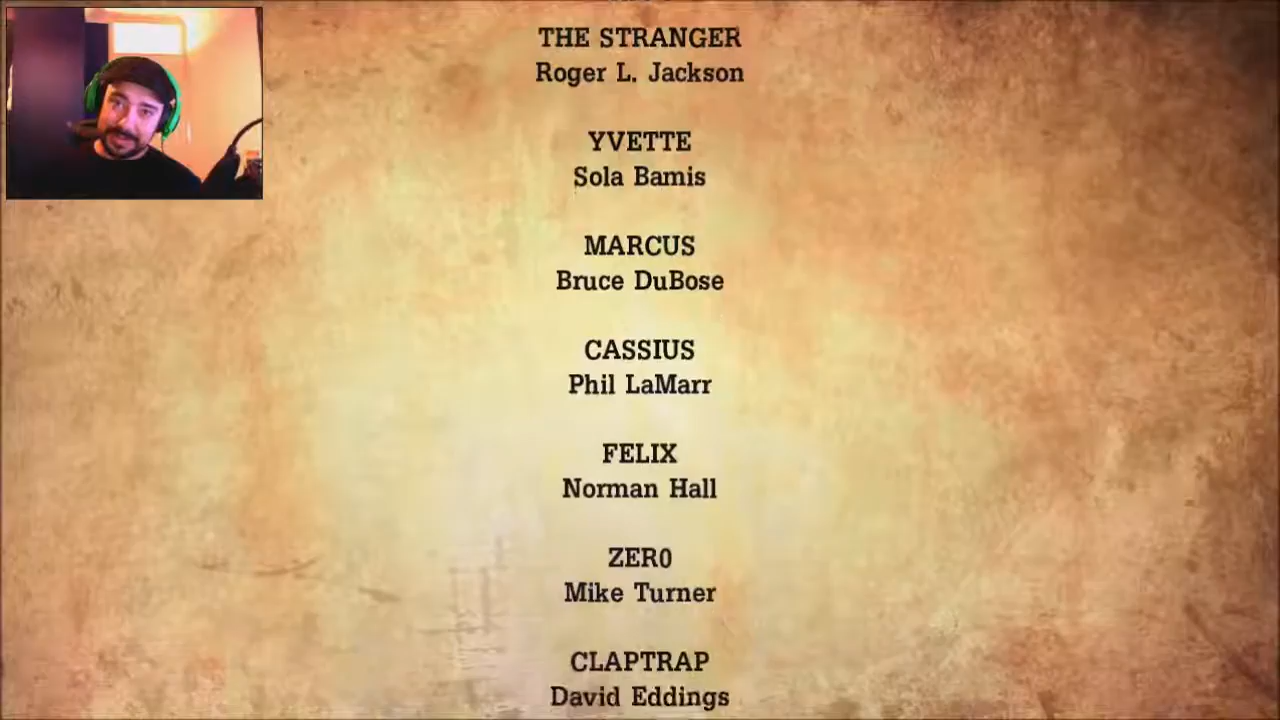 THE STRANGER
Roger L. Jackson
YVETTE
Sola Bamis
MARCUS
Bruce DuBose
CASSIUS
Phil LaMarr
FELIX
Norman Hall
ZER0
Mike Turner
CLAPTRAP
David Eddings